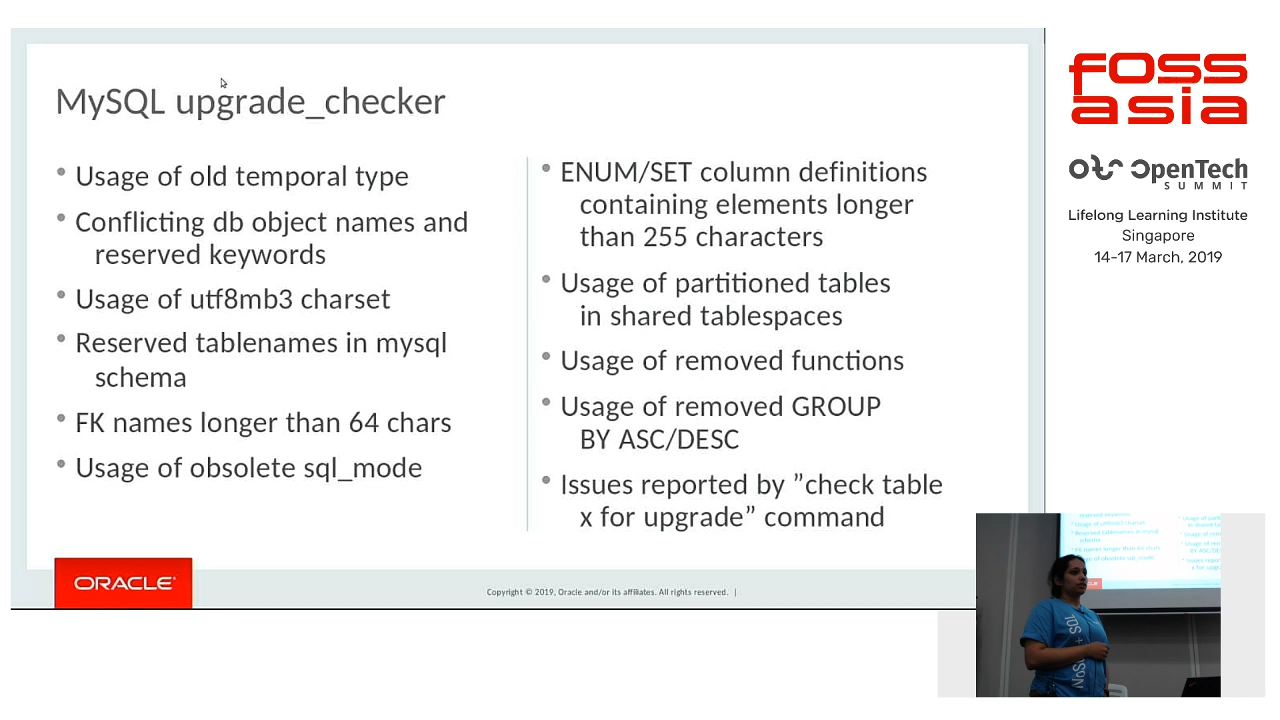 MySQL upgrade_checker
• Usage of old temporal type
• Conflicting db object names and
reserved keywords
• Usage of utf8mb3 charset
• Reserved tablenames in mysql
schema
• FK names longer than 64 chars
• Usage of obsolete sql_mode
• ENUM/SET column definitions
containing elements longer
than 255 characters
• Usage of partitioned tables
in shared tablespaces
• Usage of removed functions
• Usage of removed GROUP
BY ASC/DESC
• Issues reported by ”check table
x for upgrade” command
ORACLE®
Copyright © 2019, Oracle and/or its affiliates. All rights reserved. |
foss
asia
OTS OpenTech
SUMMIT
Lifelong Learning Institute
Singapore
14-17 March, 2019